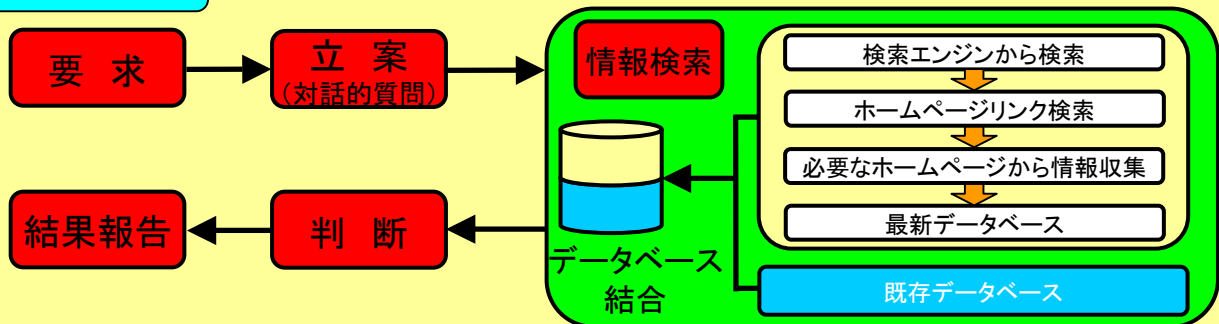 要 求
立 案
(対話的質問)
情報検索
検索エンジンから検索
ホームページリンク検索
必要なホームページから情報収集
最新データベース
既存データベース
データベース
結合
判 断
結果報告